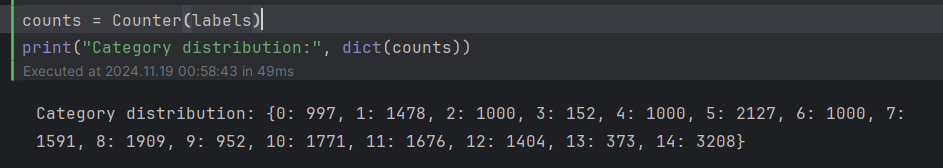 counts = Counter(labels)
print("Category distribution:", dict(counts))
Executed at 2024.11.19 00:58:43 in 49ms
Category distribution: {0: 997, 1: 1478, 2: 1000, 3: 152, 4: 1000, 5: 2127, 6: 1000, 7:
1591, 8: 1909, 9: 952, 10: 1771, 11: 1676, 12: 1404, 13: 373, 14: 3208}